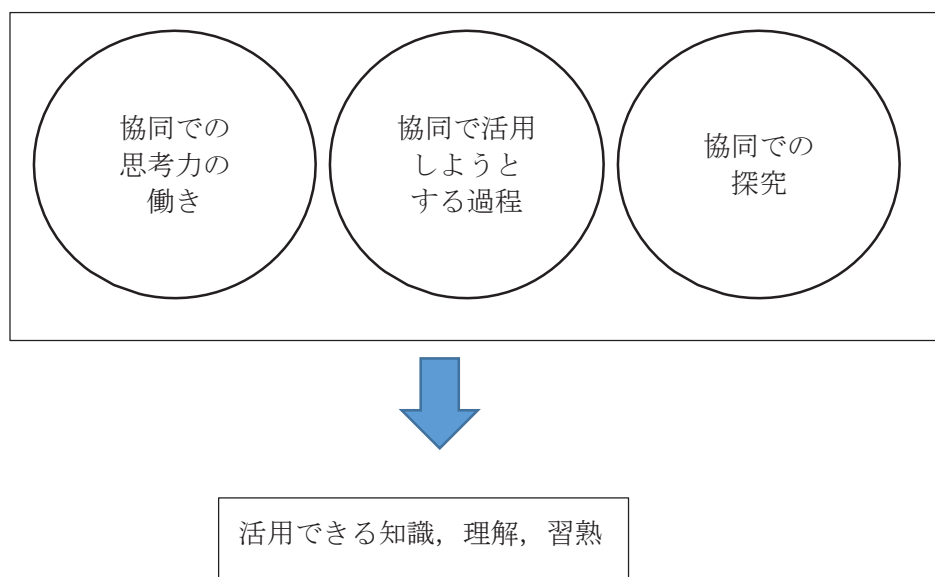 協同での
思考力の
働き
協同で活用
しようと
する過程
協同での
探究
活用できる知識，理解，習熟